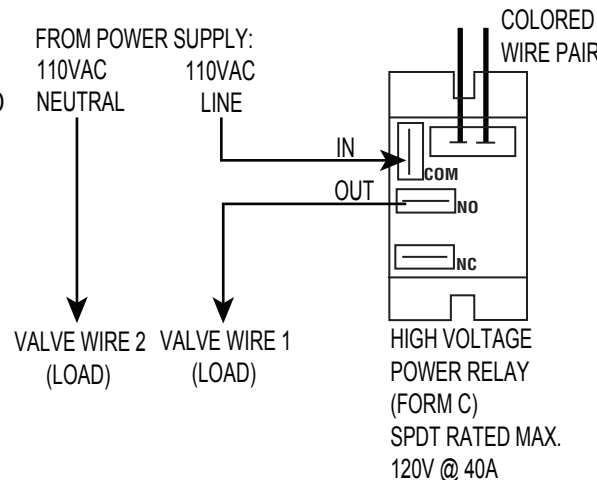 FROM POWER SUPPLY:
110VAC
NEUTRAL
110VAC
LINE
COLORED
WIRE PAIR
IN
COM
OUT
NO
NC
VALVE WIRE 2
(LOAD)
VALVE WIRE 1
(LOAD)
HIGH VOLTAGE
POWER RELAY
(FORM C)
SPDT RATED MAX.
120V @ 40A